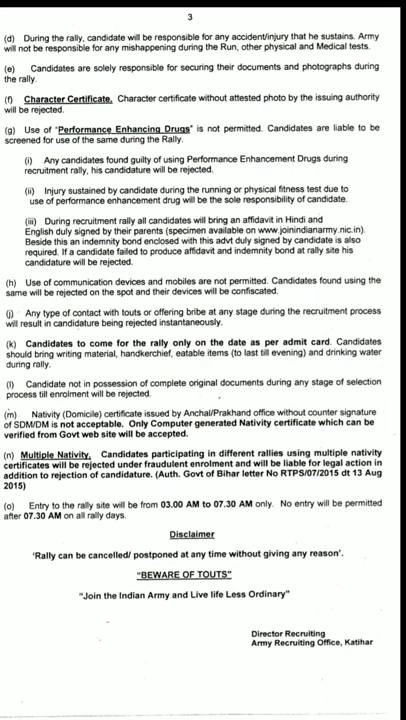 3
(d) During the rally, candidate will be responsible for any accident/injury that he sustains. Army
will not be responsible for any mishappening during the Run, other physical and Medical tests.
(e) Candidates are solely responsible for securing their documents and photographs during
the rally.
(f) Character Certificate. Character certificate without attested photo by the issuing authority
will be rejected.
(g) Use of "Performance Enhancing Drugs" is not permitted. Candidates are liable to be
screened for use of the same during the Rally.
(i) Any candidates found guilty of using Performance Enhancement Drugs during
recruitment rally, his candidature will be rejected.
(ii) Injury sustained by candidate during the running or physical fitness test due to
use of performance enhancement drug will be the sole responsibility of candidate.
(iii) During recruitment rally all candidates will bring an affidavit in Hindi and
English duly signed by their parents (specimen available on www.joinindianarmy.nic.in).
Beside this an indemnity bond enclosed with this advt duly signed by candidate is also
required. If a candidate failed to produce affidavit and indemnity bond at rally site his
candidature will be rejected.
(h) Use of communication devices and mobiles are not permitted. Candidates found using the
same will be rejected on the spot and their devices will be confiscated.
(j) Any type of contact with touts or offering bribe at any stage during the recruitment process
will result in candidature being rejected instantaneously.
(k) Candidates to come for the rally only on the date as per admit card. Candidates
should bring writing material, handkerchief, eatable items (to last till evening) and drinking water
during rally.
(l) Candidate not in possession of complete original documents during any stage of selection
process till enrolment will be rejected.
(m) Nativity (Domicile) certificate issued by Anchal/Prakhand office without counter signature
of SDM/DM is not acceptable. Only Computer generated Nativity certificate which can be
verified from Govt web site will be accepted.
(n) Multiple Nativity. Candidates participating in different rallies using multiple nativity
certificates will be rejected under fraudulent enrolment and will be liable for legal action in
addition to rejection of candidature. (Auth. Govt of Bihar letter No RTPS/07/2015 dt 13 Aug
2015)
(o) Entry to the rally site will be from 03.00 AM to 07.30 AM only. No entry will be permitted
after 07.30 AM on all rally days.
Disclaimer
'Rally can be cancelled/ postponed at any time without giving any reason'.
"BEWARE OF TOUTS"
"Join the Indian Army and Live life Less Ordinary"
Director Recruiting
Army Recruiting Office, Katihar